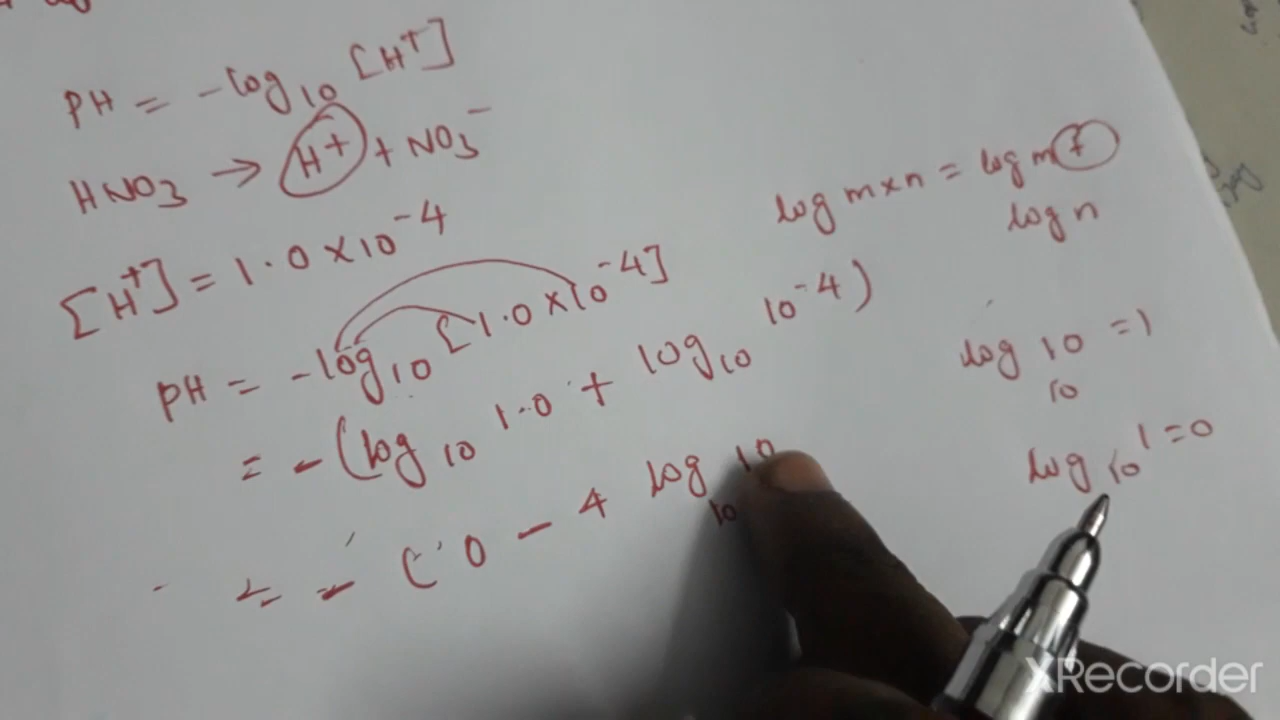 PH = -log₁₀ [H⁺]
HNO₃ → H⁺ + NO₃⁻
[H⁺] = 1.0 × 10⁻⁴
PH = -log₁₀ [1.0 × 10⁻⁴]
= -(log₁₀ 1.0 + log₁₀ 10⁻⁴)
= -(0 - 4 log₁₀ 10
log m×n = log m +
log n
log₁₀ 10 = 1
log₁₀ 1 = 0
XRecorder